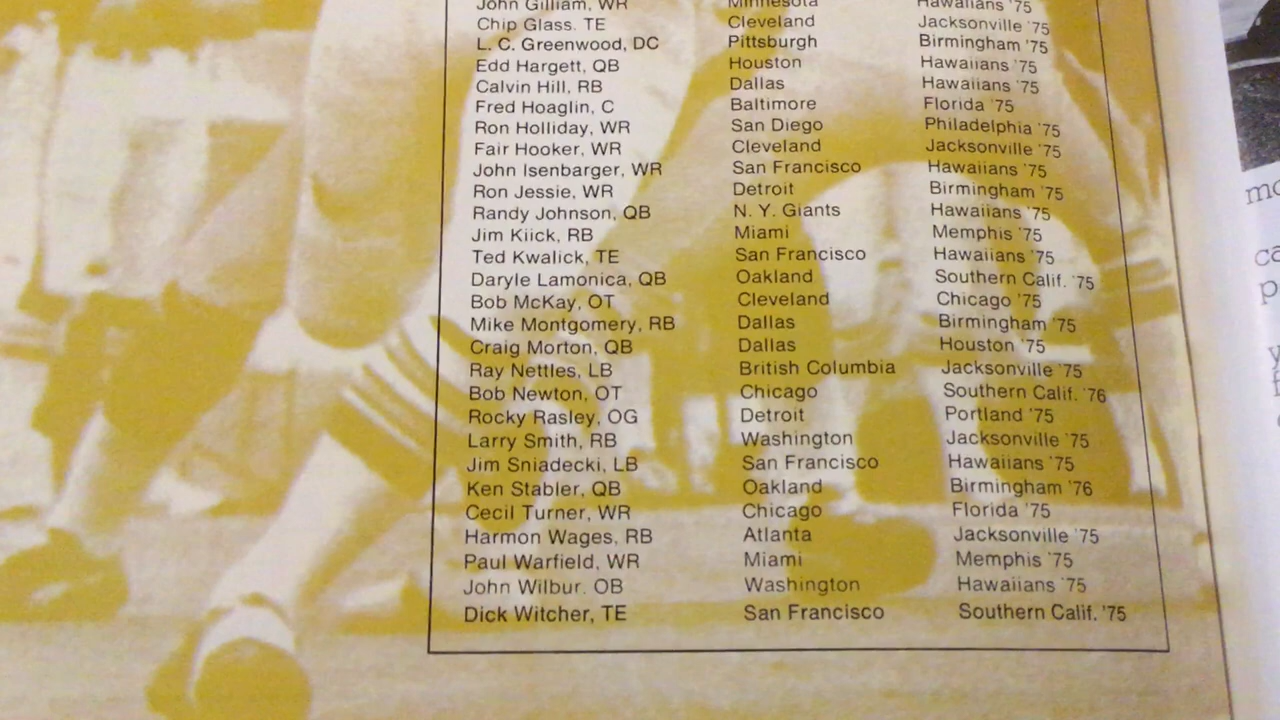 John Gilliam, WR Minnesota Hawaiians '75
Chip Glass. TE Cleveland Jacksonville '75
L. C. Greenwood, DC Pittsburgh Birmingham '75
Edd Hargett, QB Houston Hawaiians '75
Calvin Hill, RB Dallas Hawaiians '75
Fred Hoaglin, C Baltimore Florida '75
Ron Holliday, WR San Diego Philadelphia '75
Fair Hooker, WR Cleveland Jacksonville '75
John Isenbarger, WR San Francisco Hawaiians '75
Ron Jessie, WR Detroit Birmingham '75
Randy Johnson, QB N. Y. Giants Hawaiians '75
Jim Kiick, RB Miami Memphis '75
Ted Kwalick, TE San Francisco Hawaiians '75
Daryle Lamonica, QB Oakland Southern Calif. '75
Bob McKay, OT Cleveland Chicago '75
Mike Montgomery, RB Dallas Birmingham '75
Craig Morton, QB Dallas Houston '75
Ray Nettles, LB British Columbia Jacksonville '75
Bob Newton, OT Chicago Southern Calif. '76
Rocky Rasley, OG Detroit Portland '75
Larry Smith, RB Washington Jacksonville '75
Jim Sniadecki, LB San Francisco Hawaiians '75
Ken Stabler, QB Oakland Birmingham '76
Cecil Turner, WR Chicago Florida '75
Harmon Wages, RB Atlanta Jacksonville '75
Paul Warfield, WR Miami Memphis '75
John Wilbur. OB Washington Hawaiians '75
Dick Witcher, TE San Francisco Southern Calif. '75